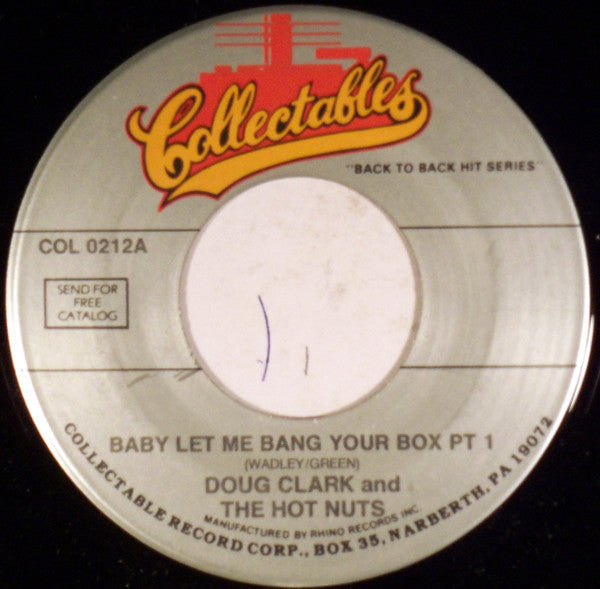 Collectables
"BACK TO BACK HIT SERIES"
COL 0212A
SEND FOR
FREE
CATALOG
BABY LET ME BANG YOUR BOX PT 1
(WADLEY/GREEN)
DOUG CLARK and
THE HOT NUTS
MANUFACTURED BY RHINO RECORDS INC.
COLLECTABLE RECORD CORP., BOX 35, NARBERTH, PA 19072